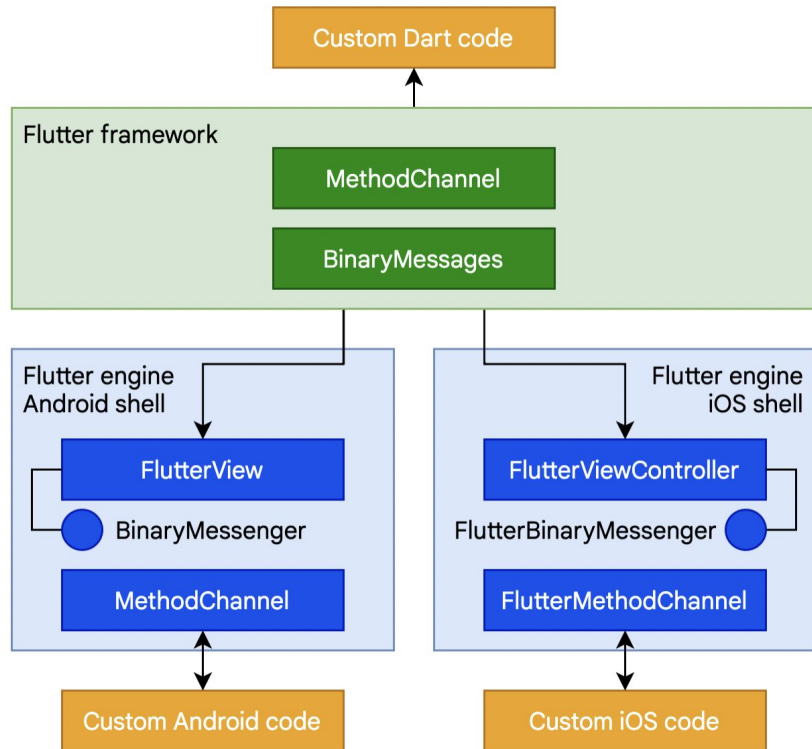 Custom Dart code
Flutter framework
MethodChannel
BinaryMessages
Flutter engine
Android shell
FlutterView
BinaryMessenger
MethodChannel
Custom Android code
Flutter engine
iOS shell
FlutterViewController
FlutterBinaryMessenger
FlutterMethodChannel
Custom iOS code